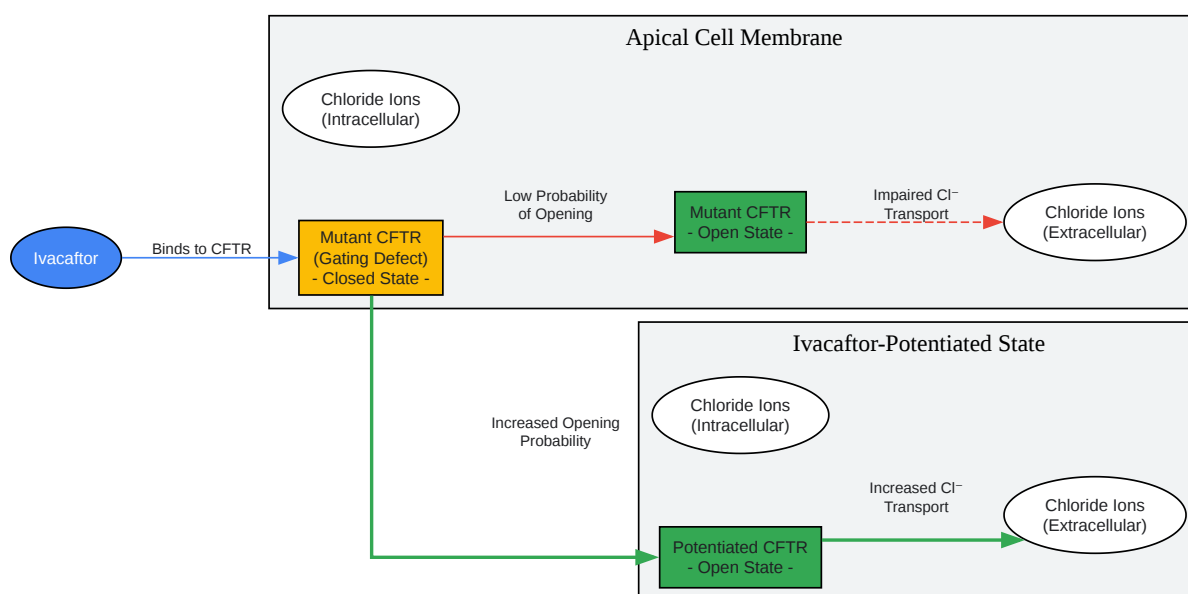 Apical Cell Membrane
Chloride Ions
(Intracellular)
Low Probability
of Opening
Impaired Cl⁻
Transport
Mutant CFTR
- Open State -
Chloride Ions
(Extracellular)
Ivacaftor
Binds to CFTR
Mutant CFTR
(Gating Defect)
- Closed State -
Ivacaftor-Potentiated State
Chloride Ions
(Intracellular)
Increased Opening
Probability
Increased Cl⁻
Transport
Chloride Ions
(Extracellular)
Potentiated CFTR
- Open State -